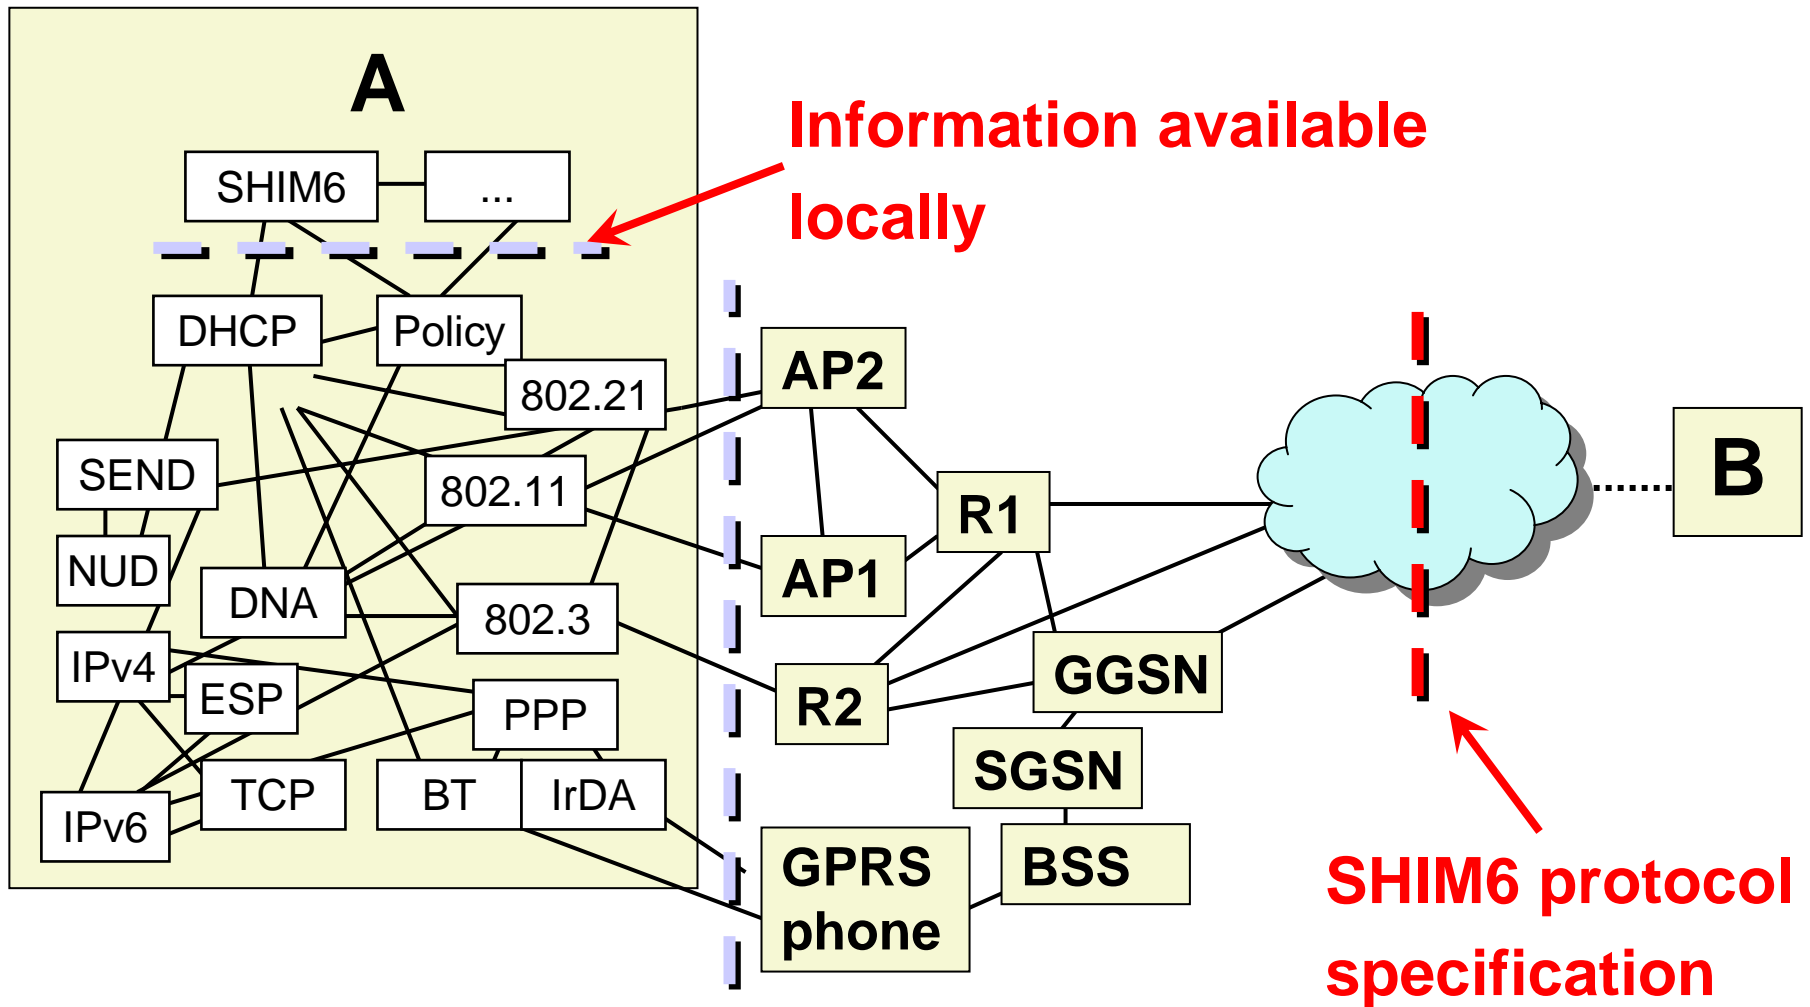 A
Information available
locally
SHIM6
...
DHCP
Policy
802.21
AP2
SEND
802.11
R1
B
NUD
DNA
AP1
802.3
IPv4
ESP
PPP
R2
GGSN
SGSN
TCP
BT
IrDA
IPv6
GPRS
phone
BSS
SHIM6 protocol
specification